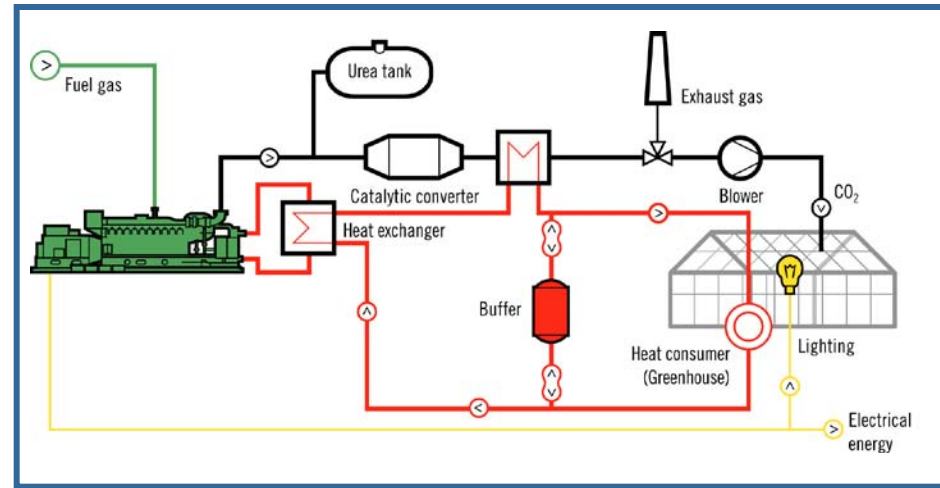 Fuel gas
Urea tank
Exhaust gas
Catalytic converter
Blower
CO₂
Heat exchanger
Buffer
Heat consumer
(Greenhouse)
Lighting
Electrical
energy